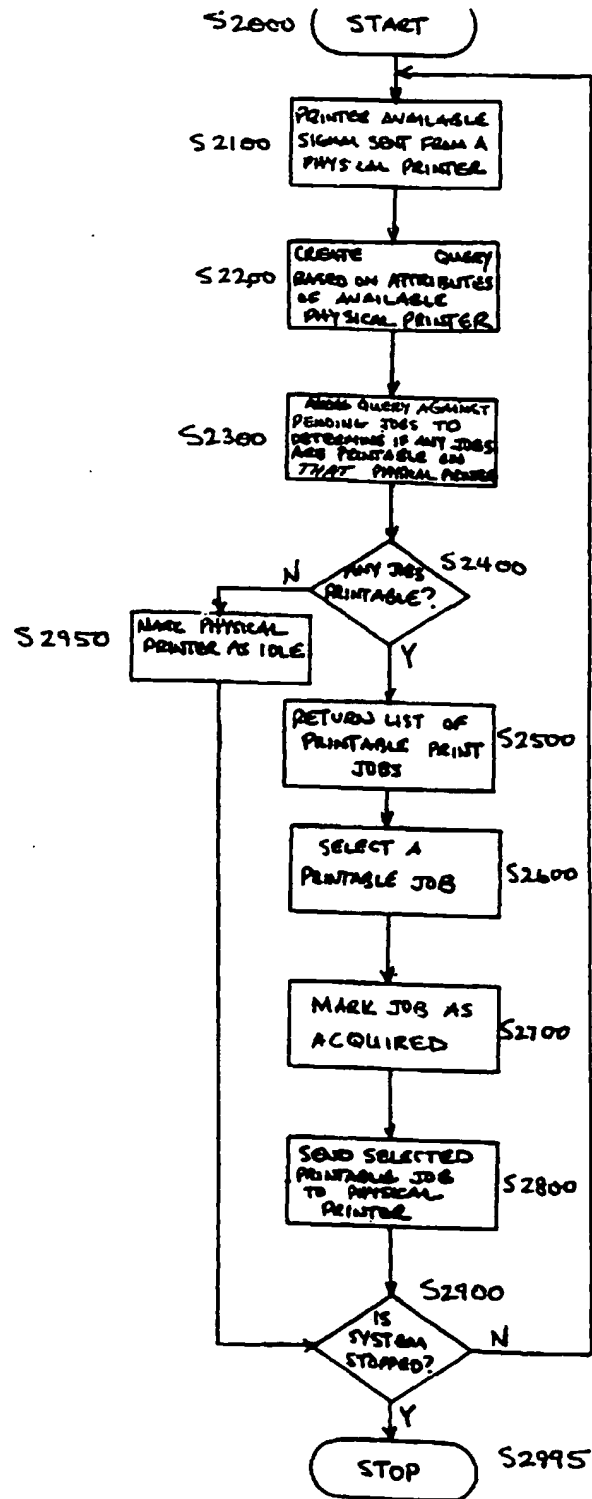 S2000
START
S2100
PRINTER AVAILABLE
SIGNAL SENT FROM A
PHYSICAL PRINTER
S2200
CREATE QUERY
BASED ON ATTRIBUTES
OF AVAILABLE
PHYSICAL PRINTER
S2300
QUERY AGAINST
PENDING JOBS TO
DETERMINE IF ANY JOBS
ARE PRINTABLE ON
THAT PHYSICAL PRINTER
S2400
ANY JOBS
PRINTABLE?
N
Y
S2950
MARK PHYSICAL
PRINTER AS IDLE
RETURN LIST OF
PRINTABLE PRINT
JOBS
S2500
SELECT A
PRINTABLE JOB
S2600
MARK JOB AS
ACQUIRED
S2700
SEND SELECTED
PRINTABLE JOB
TO PHYSICAL
PRINTER
S2800
S2900
IS
SYSTEM
STOPPED?
N
Y
STOP
S2995